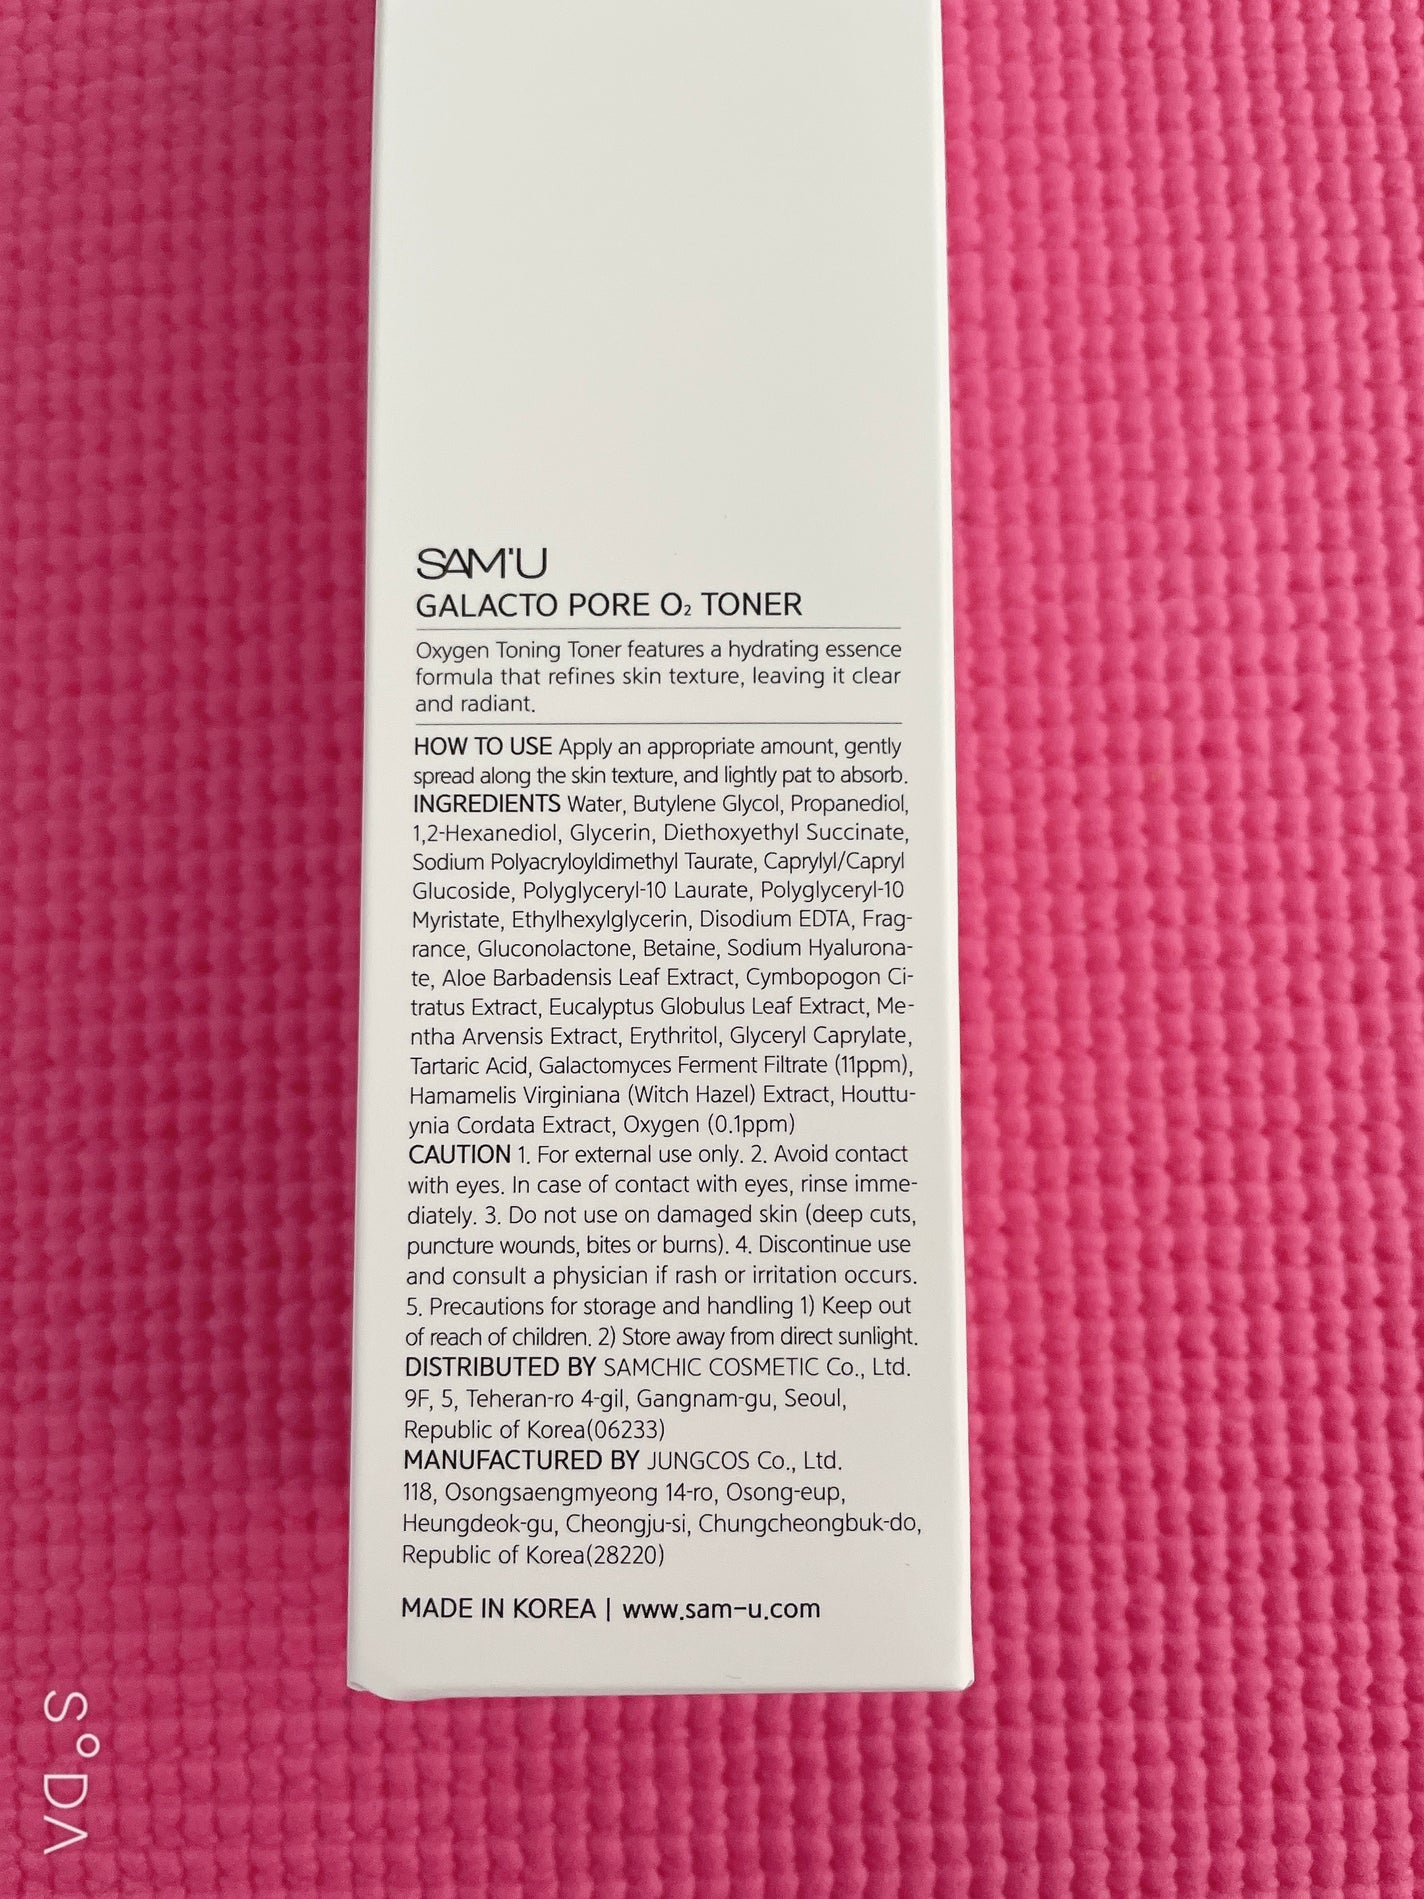 SAM'U
GALACTO PORE O₂ TONER
Oxygen Toning Toner features a hydrating essence
formula that refines skin texture, leaving it clear
and radiant.
HOW TO USE Apply an appropriate amount, gently
spread along the skin texture, and lightly pat to absorb.
INGREDIENTS Water, Butylene Glycol, Propanediol,
1,2-Hexanediol, Glycerin, Diethoxyethyl Succinate,
Sodium Polyacryloyldimethyl Taurate, Caprylyl/Capryl
Glucoside, Polyglyceryl-10 Laurate, Polyglyceryl-10
Myristate, Ethylhexylglycerin, Disodium EDTA, Frag-
rance, Gluconolactone, Betaine, Sodium Hyalurona-
te, Aloe Barbadensis Leaf Extract, Cymbopogon Ci-
tratus Extract, Eucalyptus Globulus Leaf Extract, Me-
ntha Arvensis Extract, Erythritol, Glyceryl Caprylate,
Tartaric Acid, Galactomyces Ferment Filtrate (11ppm),
Hamamelis Virginiana (Witch Hazel) Extract, Houttu-
ynia Cordata Extract, Oxygen (0.1ppm)
CAUTION 1. For external use only. 2. Avoid contact
with eyes. In case of contact with eyes, rinse imme-
diately. 3. Do not use on damaged skin (deep cuts,
puncture wounds, bites or burns). 4. Discontinue use
and consult a physician if rash or irritation occurs.
5. Precautions for storage and handling 1) Keep out
of reach of children. 2) Store away from direct sunlight.
DISTRIBUTED BY SAMCHIC COSMETIC Co., Ltd.
9F, 5, Teheran-ro 4-gil, Gangnam-gu, Seoul,
Republic of Korea(06233)
MANUFACTURED BY JUNGCOS Co., Ltd.
118, Osongsaengmyeong 14-ro, Osong-eup,
Heungdeok-gu, Cheongju-si, Chungcheongbuk-do,
Republic of Korea(28220)
MADE IN KOREA | www.sam-u.com
SODA